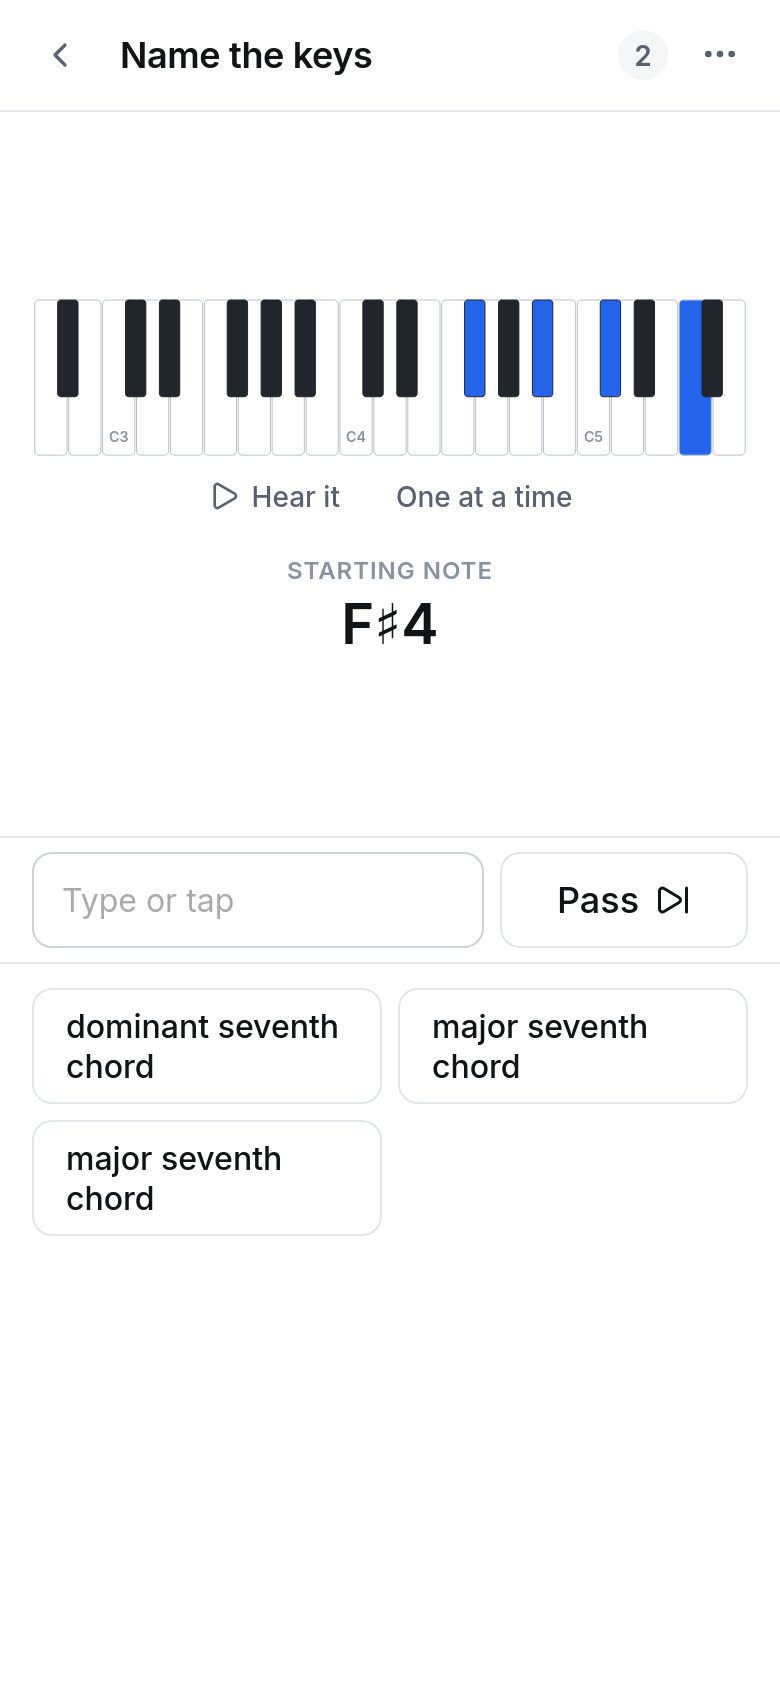 Name the keys
2
C3
C4
C5
Hear it
One at a time
STARTING NOTE
F♯4
Type or tap
Pass
dominant seventh
chord
major seventh
chord
major seventh
chord